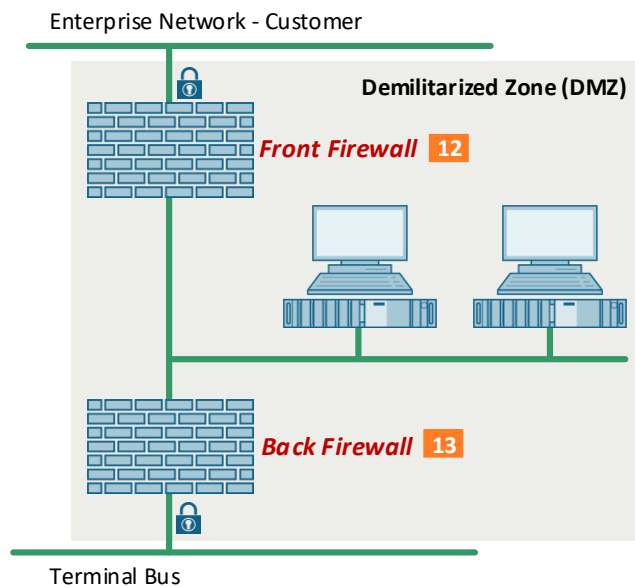 Enterprise Network - Customer
Demilitarized Zone (DMZ)
Front Firewall 12
Back Firewall 13
Terminal Bus